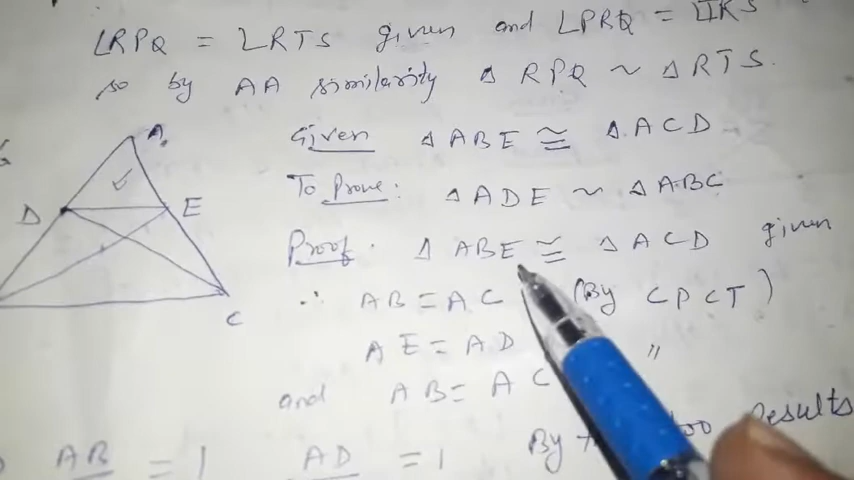 ∠RPQ = ∠RTS given and ∠PRQ =
so by AA similarity Δ RPQ ~ Δ RTS.
Given Δ ABE ≅ Δ ACD
To Prove: Δ ADE ~ Δ ABC
Proof. Δ ABE ≅ Δ ACD given
∴ AB = AC (By CPCT)
AE = AD "
and AB = AC
AB = 1 AD = 1 By results
A
D
E
C